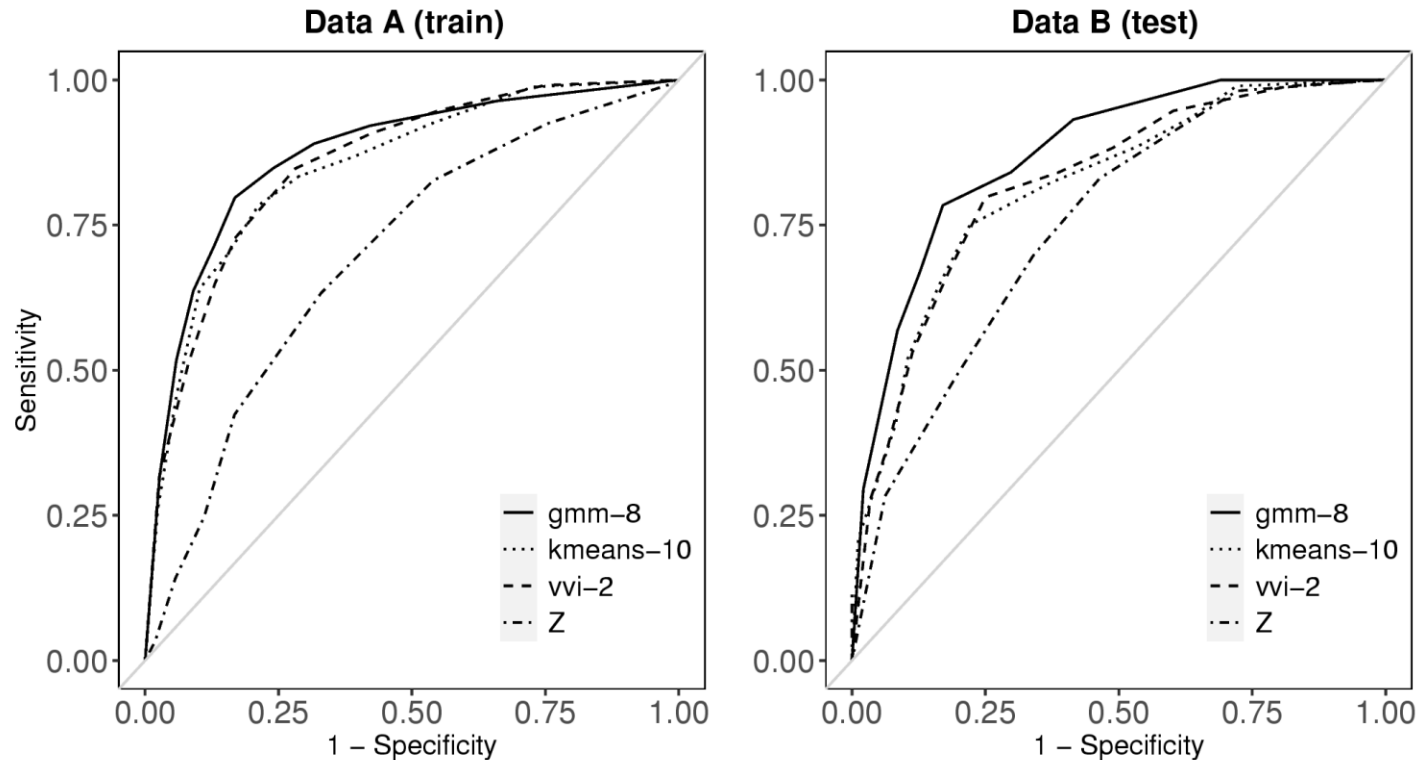 Data A (train)
Data B (test)
Sensitivity
1.00
0.75
0.50
0.25
0.00
gmm−8
kmeans−10
vvi−2
Z
0.00 0.25 0.50 0.75 1.00
1 − Specificity
1.00
0.75
0.50
0.25
0.00
gmm−8
kmeans−10
vvi−2
Z
0.00 0.25 0.50 0.75 1.00
1 − Specificity